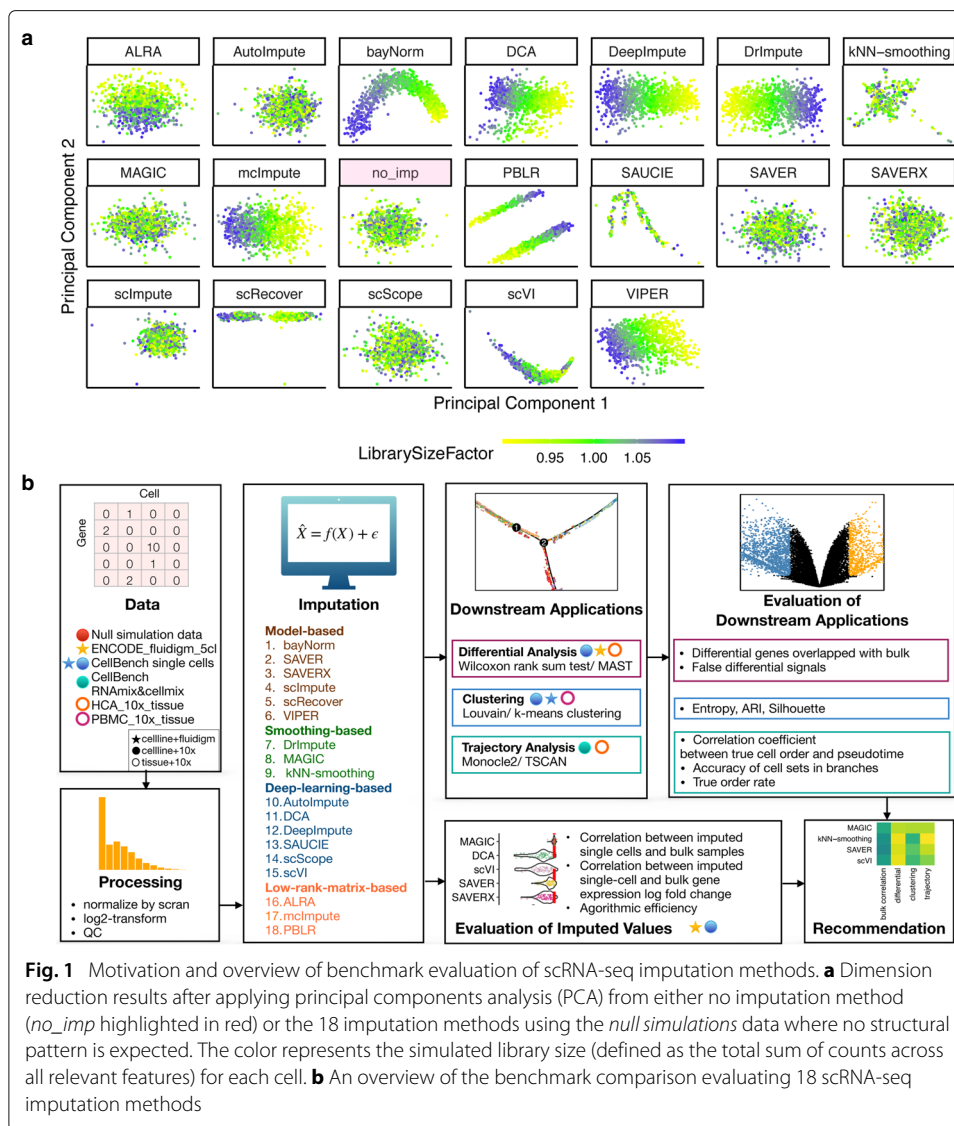 a
ALRA AutoImpute bayNorm DCA DeepImpute DrImpute kNN−smoothing
MAGIC mcImpute no_imp PBLR SAUCIE SAVER SAVERX
scImpute scRecover scScope scVI VIPER
Principal Component 2
Principal Component 1
LibrarySizeFactor
0.95 1.00 1.05
b
Cell
Gene
0 1 0 0
2 0 0 0
0 0 10 0
0 0 1 0
0 2 0 0
Data
Null simulation data
ENCODE_fluidigm_5cl
CellBench single cells
CellBench
RNAmix&cellmix
HCA_10x_tissue
PBMC_10x_tissue
★cellline+fluidigm
●cellline+10x
○tissue+10x
Processing
• normalize by scran
• log2-transform
• QC
X̂ = f(X) + ϵ
Imputation
Model-based
1. bayNorm
2. SAVER
3. SAVERX
4. scImpute
5. scRecover
6. VIPER
Smoothing-based
7. DrImpute
8. MAGIC
9. kNN-smoothing
Deep-learning-based
10.AutoImpute
11.DCA
12.DeepImpute
13.SAUCIE
14.scScope
15.scVI
Low-rank-matrix-based
16.ALRA
17.mcImpute
18.PBLR
1
2
Downstream Applications
Differential Analysis
Wilcoxon rank sum test/ MAST
Clustering
Louvain/ k-means clustering
Trajectory Analysis
Monocle2/ TSCAN
Evaluation of
Downstream Applications
• Differential genes overlapped with bulk
• False differential signals
• Entropy, ARI, Silhouette
• Correlation coefficient
between true cell order and pseudotime
• Accuracy of cell sets in branches
• True order rate
MAGIC
DCA
scVI
SAVER
SAVERX
• Correlation between imputed
single cells and bulk samples
• Correlation between imputed
single-cell and bulk gene
expression log fold change
• Agorithmic efficiency
Evaluation of Imputed Values
MAGIC
kNN−smoothing
SAVER
scVI
bulk correlation
differential
clustering
trajectory
Recommendation
Fig. 1 Motivation and overview of benchmark evaluation of scRNA-seq imputation methods. a Dimension
reduction results after applying principal components analysis (PCA) from either no imputation method
(no_imp highlighted in red) or the 18 imputation methods using the null simulations data where no structural
pattern is expected. The color represents the simulated library size (defined as the total sum of counts across
all relevant features) for each cell. b An overview of the benchmark comparison evaluating 18 scRNA-seq
imputation methods